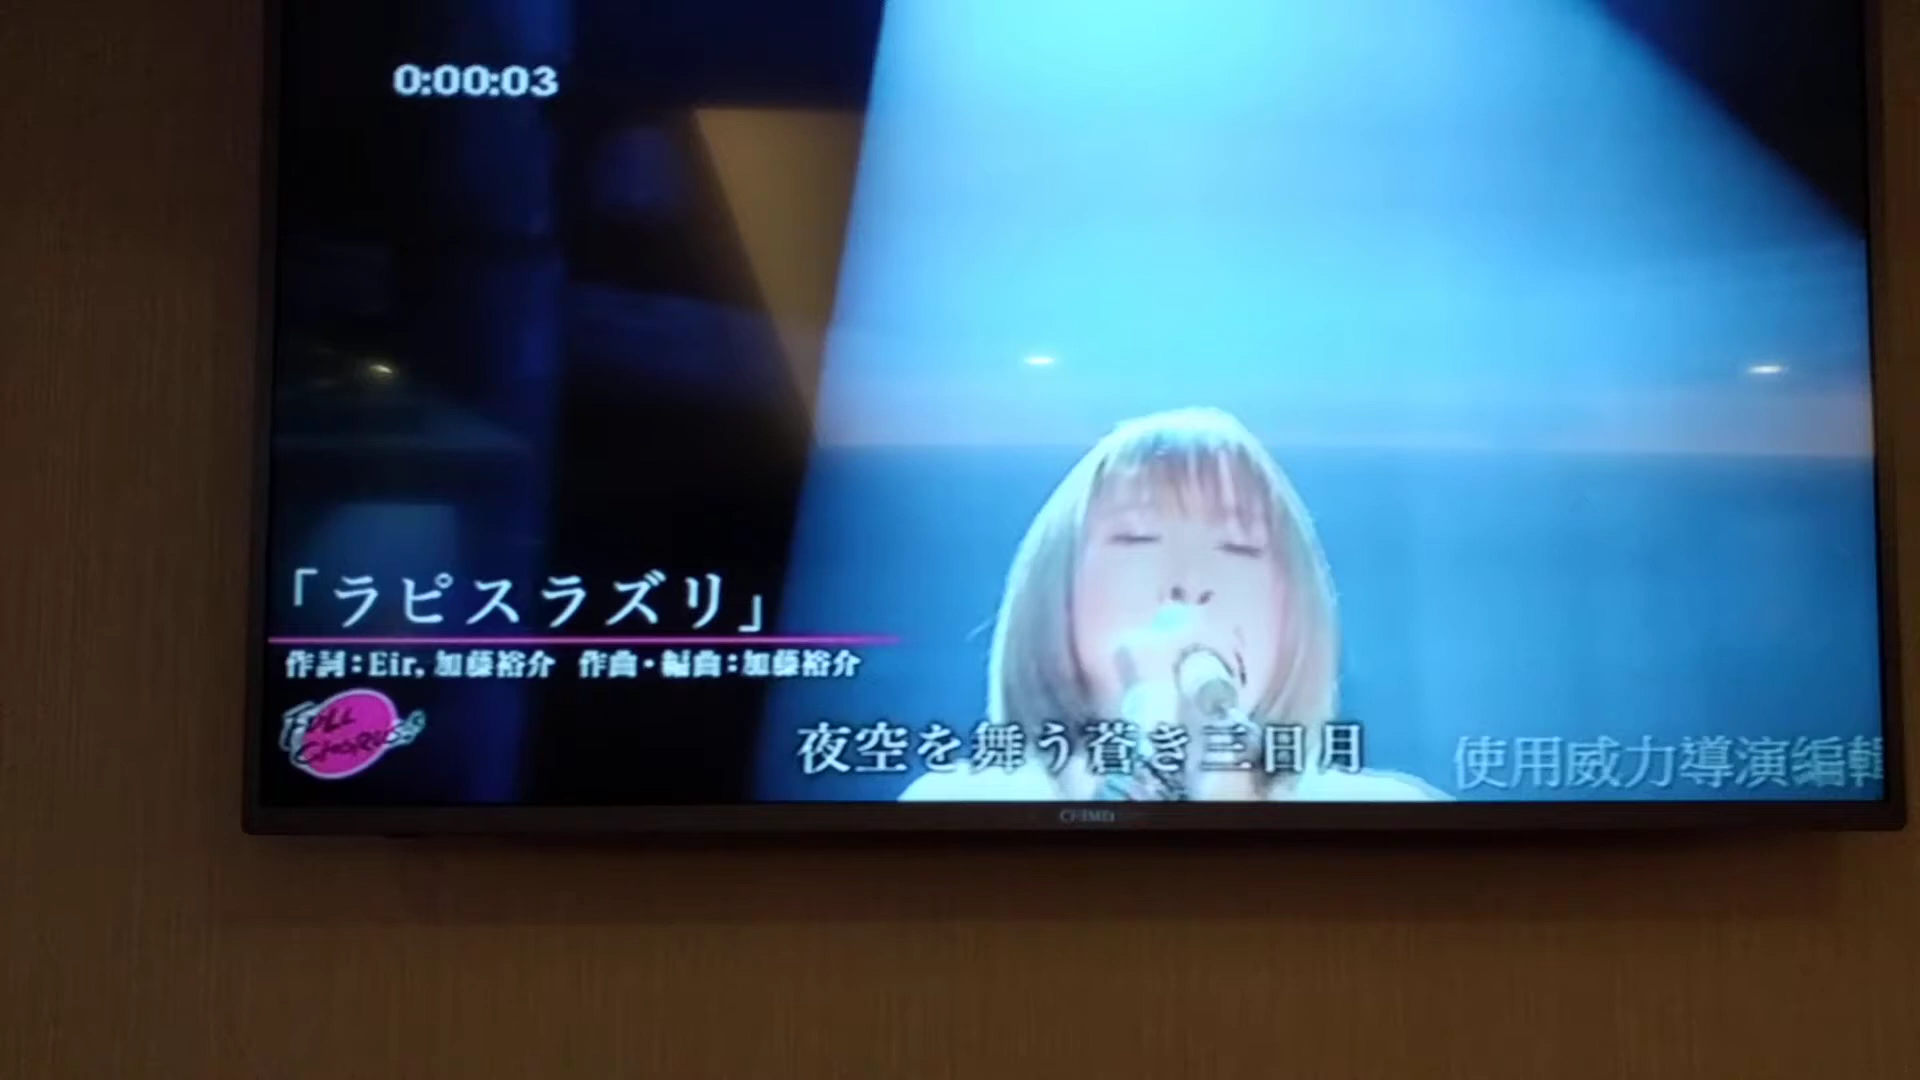 0:00:03
「ラピスラズリ」
作詞：Eir, 加藤裕介 作曲・編曲：加藤裕介
FULL CHORUS!
夜空を舞う蒼き三日月
使用威力導演編輯